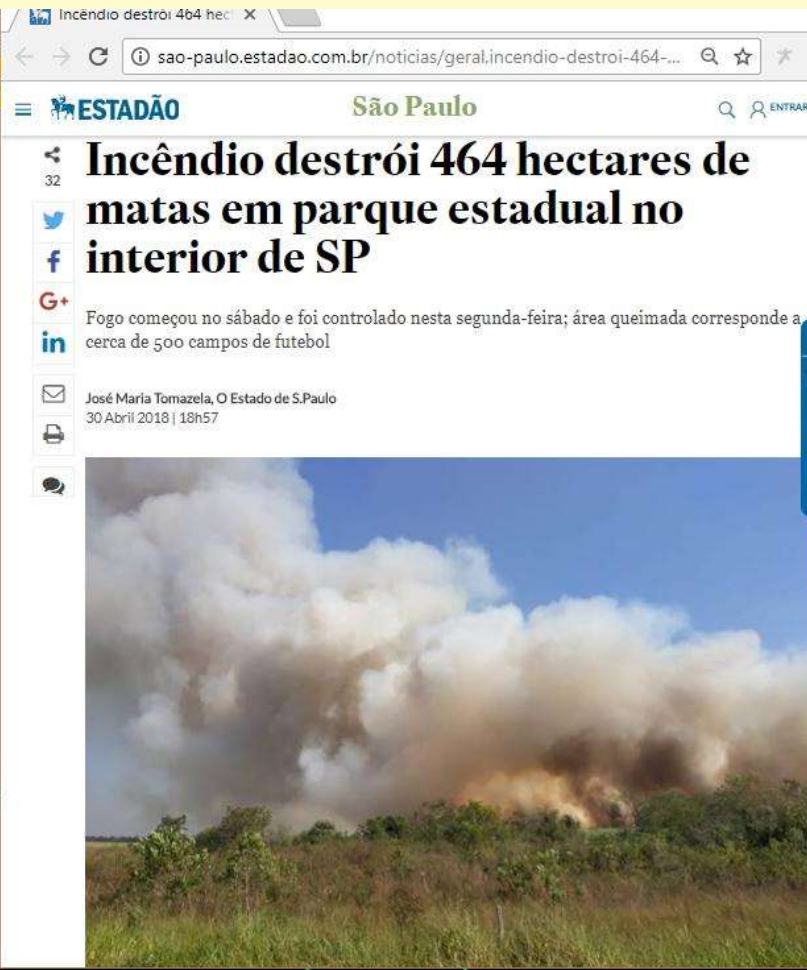 Incêndio destrói 464 hec
sao-paulo.estadao.com.br/noticias/geral,incendio-destroi-464-...
ESTADÃO
São Paulo
ENTRAR
32
Incêndio destrói 464 hectares de
matas em parque estadual no
interior de SP
Fogo começou no sábado e foi controlado nesta segunda-feira; área queimada corresponde a
cerca de 500 campos de futebol
José Maria Tomazela, O Estado de S.Paulo
30 Abril 2018 | 18h57